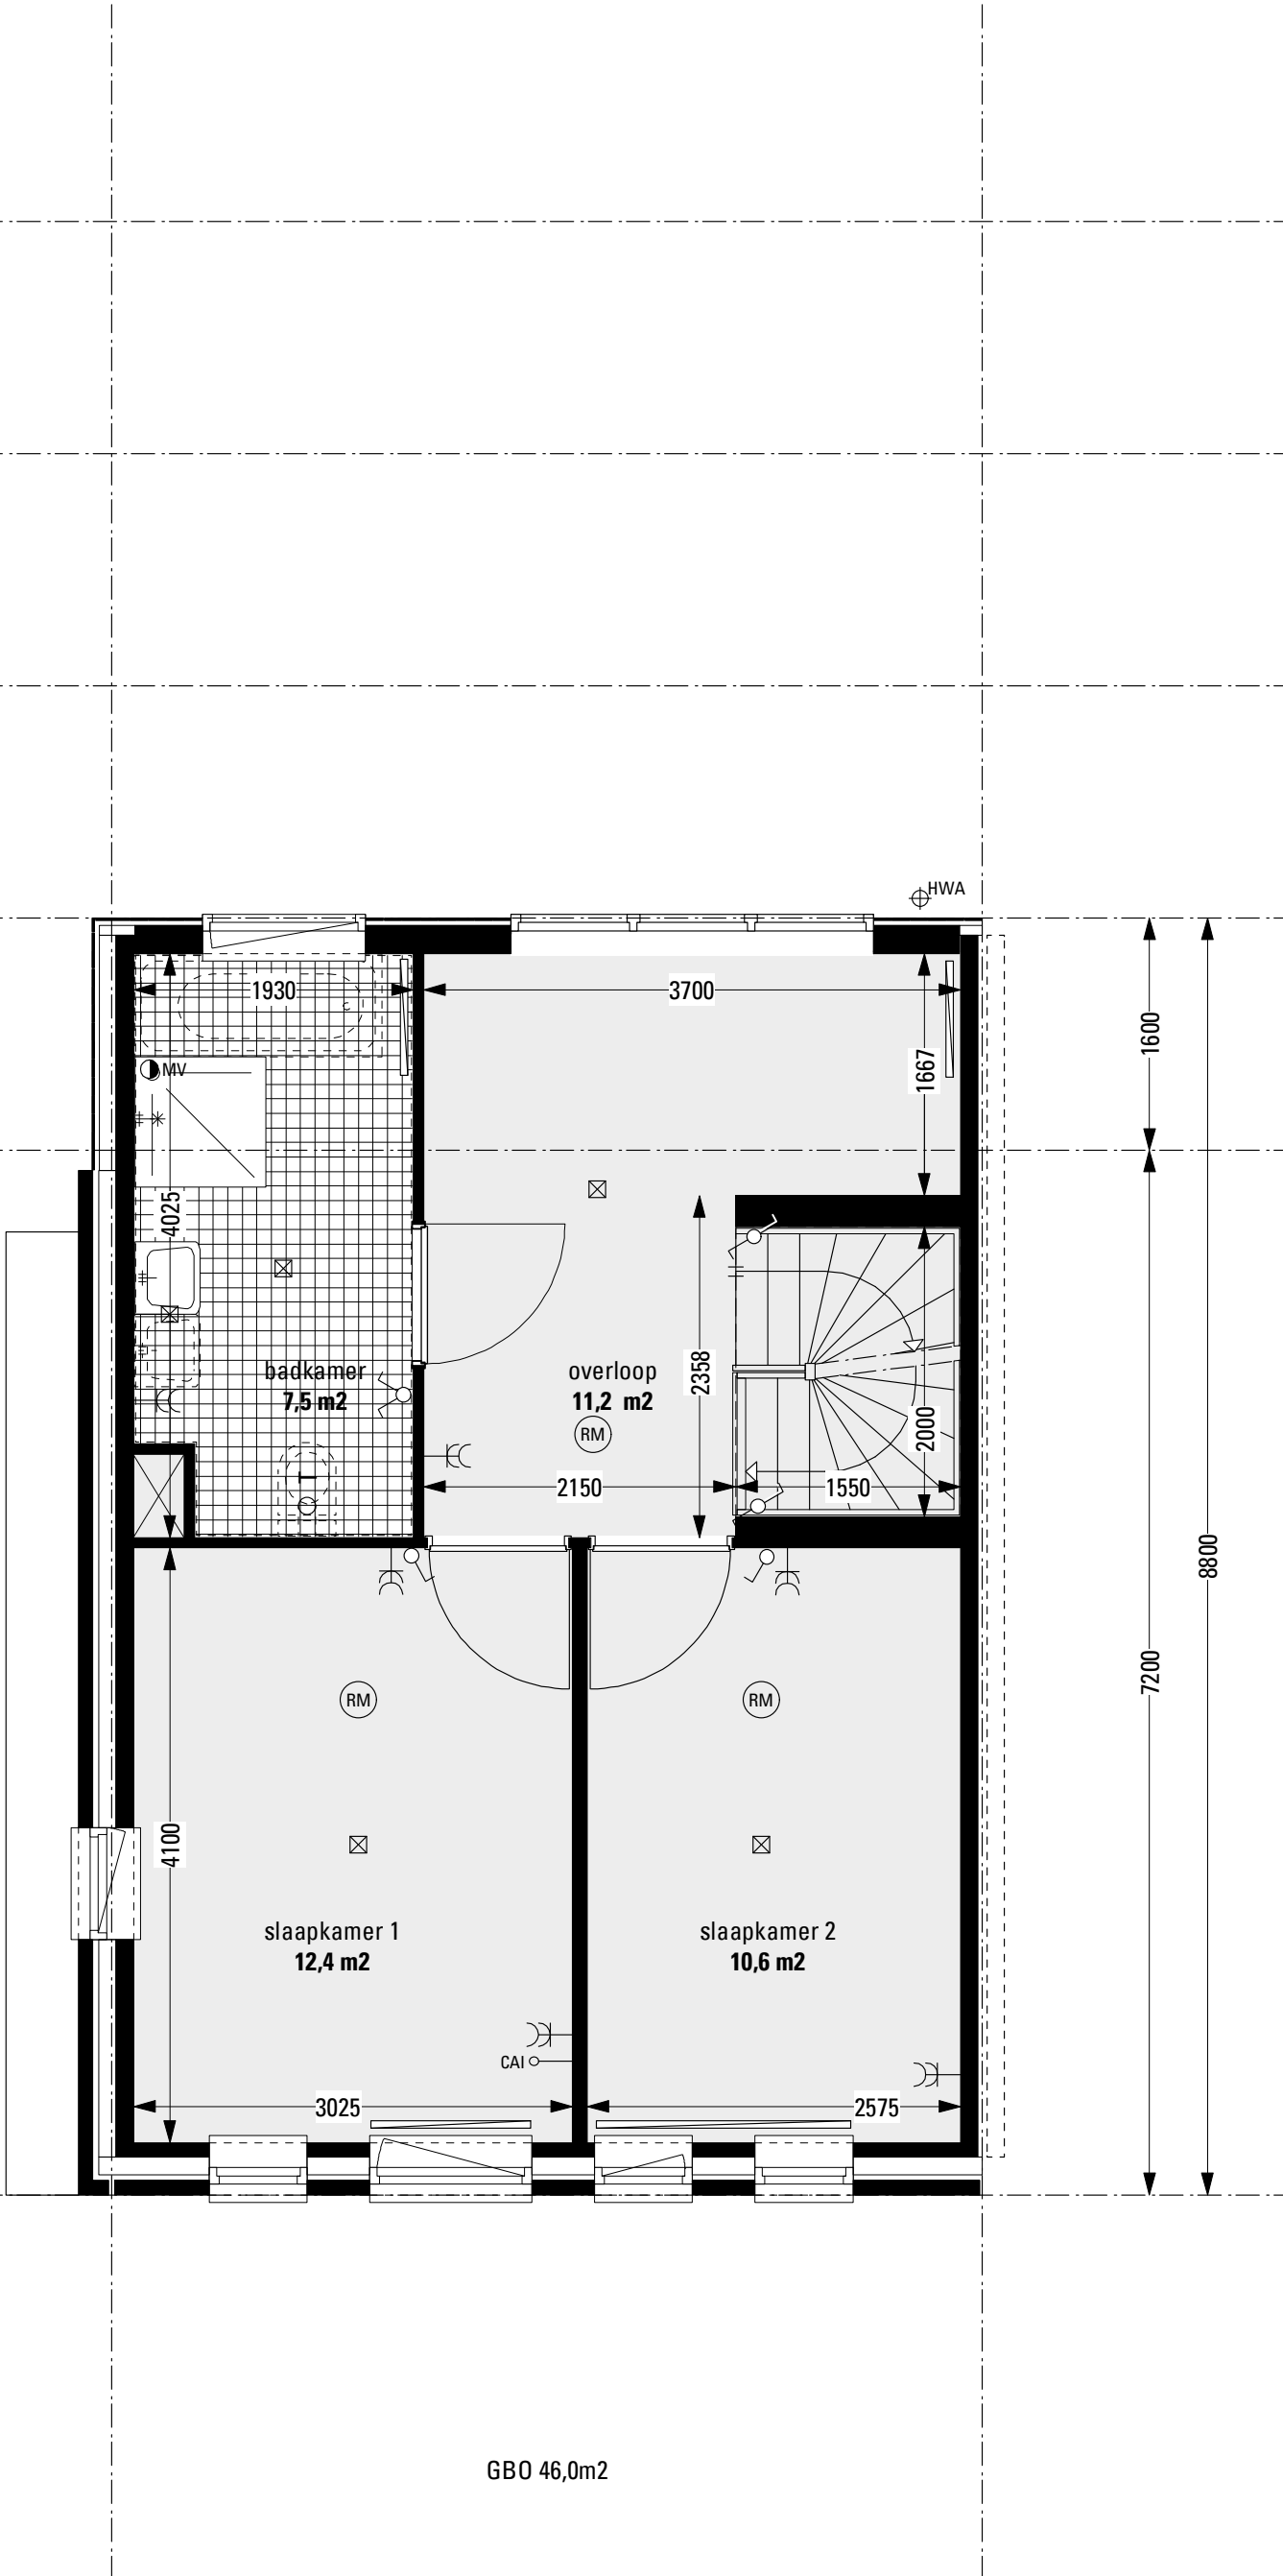 HWA
1930
3700
1600
1667
MV
4025
badkamer
7,5 m2
overloop
11,2 m2
RM
2358
2000
2150
1550
8800
7200
RM
RM
4100
slaapkamer 1
12,4 m2
slaapkamer 2
10,6 m2
CAI
3025
2575
GBO 46,0m2